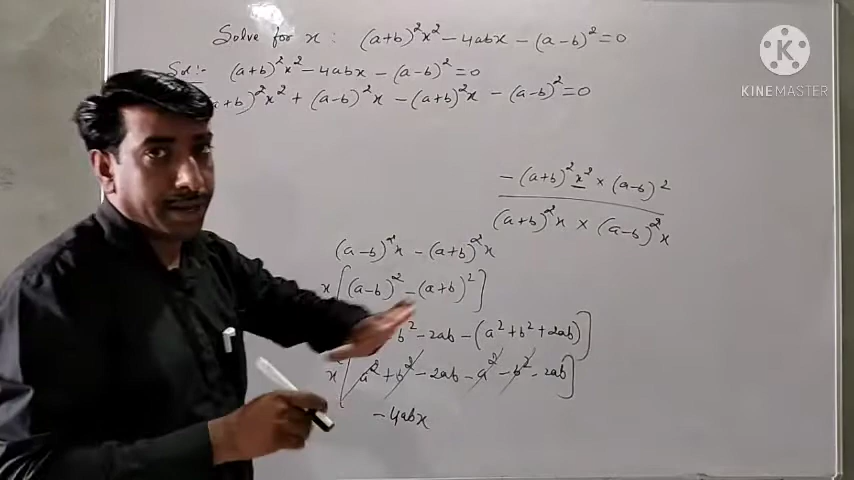 Solve for x : (a+b)²x² - 4abx - (a-b)² = 0
Sol:- (a+b)²x² - 4abx - (a-b)² = 0
a+b)²x² + (a-b)²x - (a+b)²x - (a-b)² = 0
- (a+b)²x² × (a-b)²
(a+b)²x × (a-b)²x
(a-b)²x - (a+b)²x
x[(a-b)² - (a+b)²]
b² - 2ab - (a² + b² + 2ab)]
x[a² + b² - 2ab - a² - b² - 2ab]
- 4abx
K
KINEMASTER